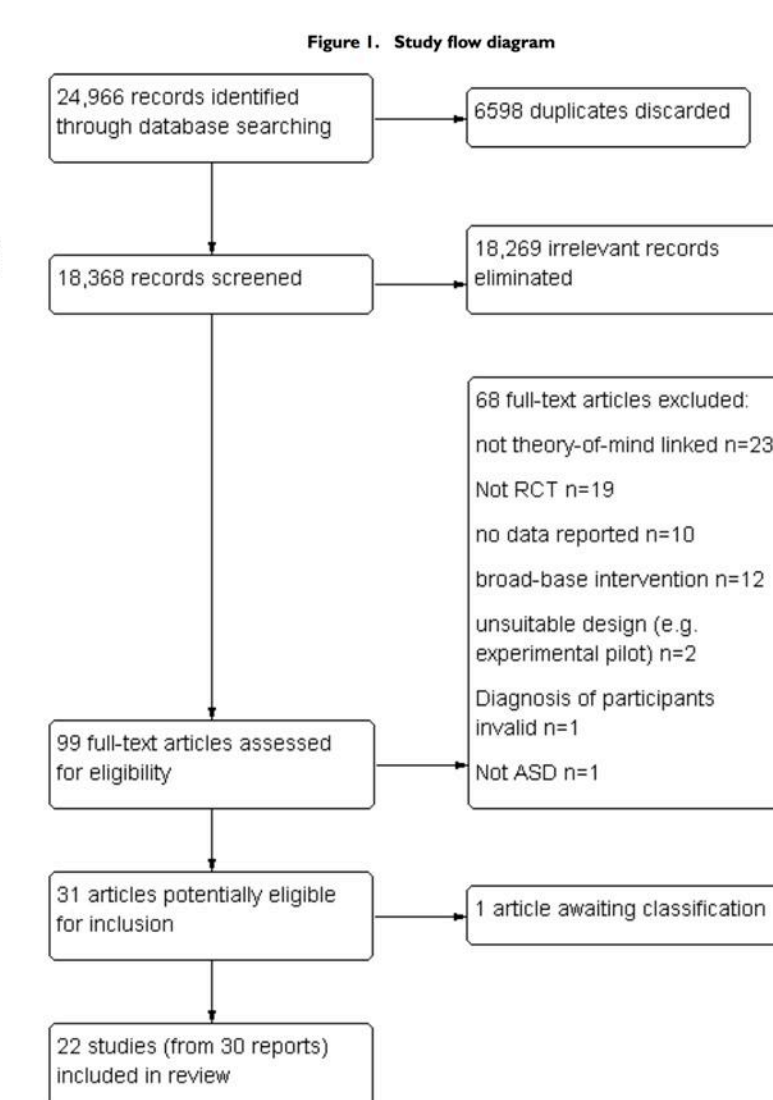 Figure 1. Study flow diagram
24,966 records identified
through database searching
6598 duplicates discarded
18,368 records screened
18,269 irrelevant records
eliminated
68 full-text articles excluded:
not theory-of-mind linked n=23
Not RCT n=19
no data reported n=10
broad-base intervention n=12
unsuitable design (e.g.
experimental pilot) n=2
Diagnosis of participants
invalid n=1
Not ASD n=1
99 full-text articles assessed
for eligibility
31 articles potentially eligible
for inclusion
1 article awaiting classification
22 studies (from 30 reports)
included in review